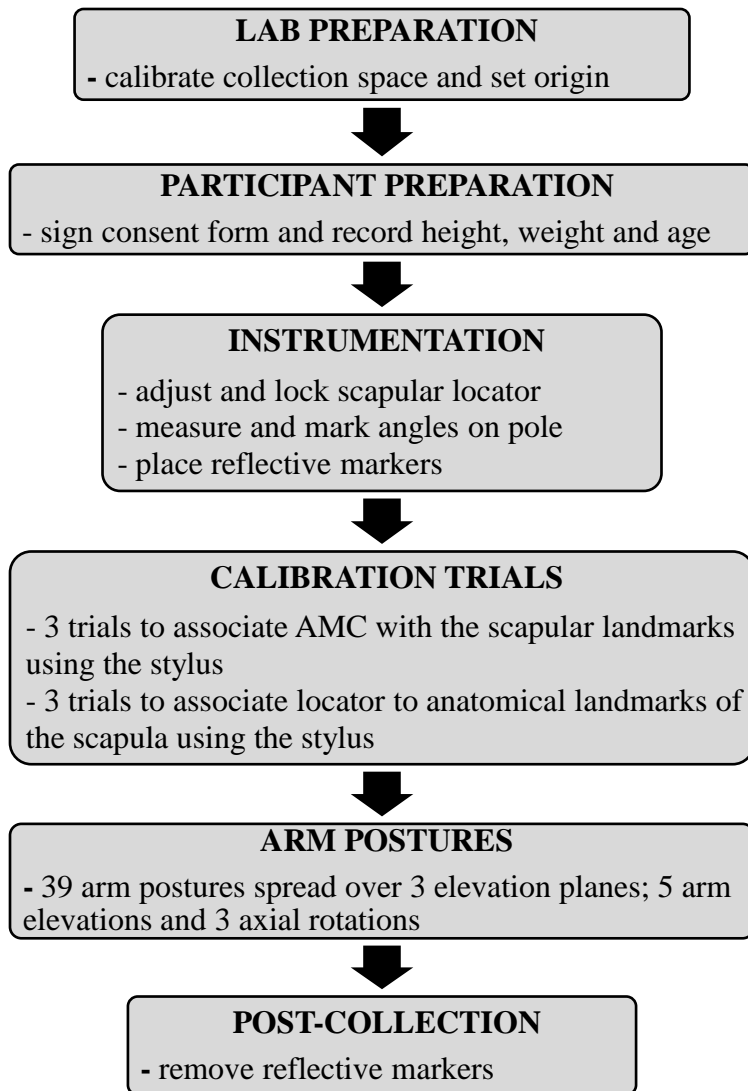 LAB PREPARATION
- calibrate collection space and set origin
PARTICIPANT PREPARATION
- sign consent form and record height, weight and age
INSTRUMENTATION
- adjust and lock scapular locator
- measure and mark angles on pole
- place reflective markers
CALIBRATION TRIALS
- 3 trials to associate AMC with the scapular landmarks
using the stylus
- 3 trials to associate locator to anatomical landmarks of
the scapula using the stylus
ARM POSTURES
- 39 arm postures spread over 3 elevation planes; 5 arm
elevations and 3 axial rotations
POST-COLLECTION
- remove reflective markers